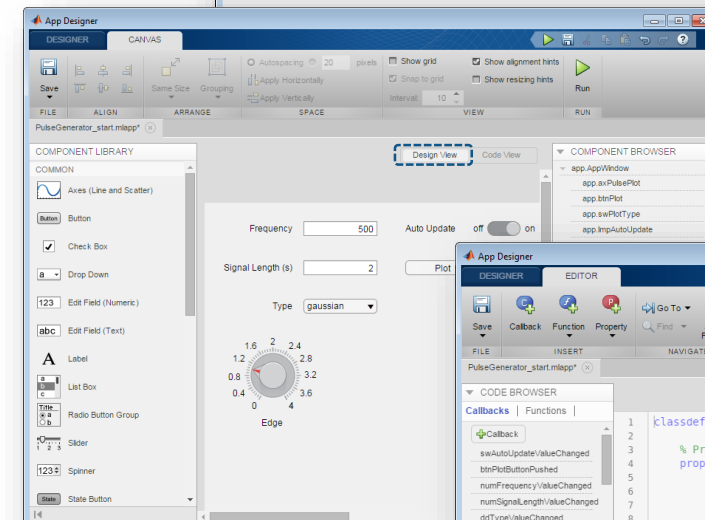 App Designer
DESIGNER CANVAS
Save
Same Size Grouping
Autospacing 20 pixels
Apply Horizontally
Apply Vertically
Show grid
Snap to grid
Interval: 10
Show alignment hints
Show resizing hints
Run
FILE ALIGN ARRANGE SPACE VIEW RUN
PulseGenerator_start.mlapp*
COMPONENT LIBRARY
COMMON
Axes (Line and Scatter)
Button Button
Check Box
a Drop Down
123 Edit Field (Numeric)
abc Edit Field (Text)
A Label
a b c List Box
Title a b Radio Button Group
1 2 3 Slider
123 Spinner
State State Button
Design View Code View
Frequency 500
Auto Update off on
Signal Length (s) 2
Plot
Type gaussian
0 0.4 0.8 1.2 1.6 2 2.4 2.8 3.2 3.6 4
Edge
COMPONENT BROWSER
app.AppWindow
app.axPulsePlot
app.btnPlot
app.swPlotType
app.lmpAutoUpdate
App Designer
DESIGNER EDITOR
Save Callback Function Property
Go To
Find
FILE INSERT NAVIGAT
PulseGenerator_start.mlapp*
CODE BROWSER
Callbacks | Functions |
Callback
swAutoUpdateValueChanged
btnPlotButtonPushed
numFrequencyValueChanged
numSignalLengthValueChanged
ddTypeValueChanged
1 classdef
2
3 % Pr
4 prop
5
6
7
8